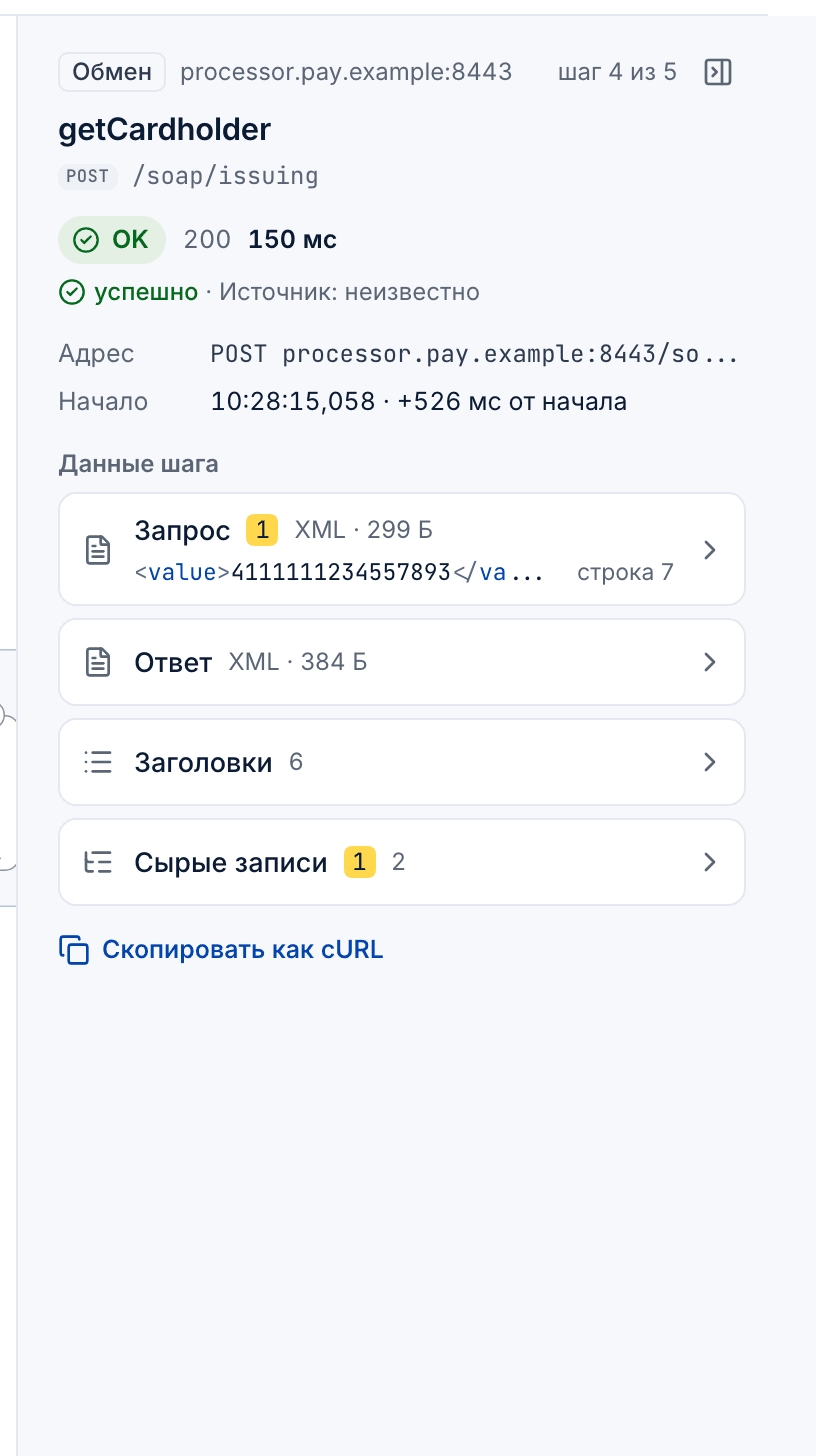 Обмен processor.pay.example:8443 шаг 4 из 5
getCardholder
POST /soap/issuing
OK 200 150 мс
успешно · Источник: неизвестно
Адрес POST processor.pay.example:8443/so...
Начало 10:28:15,058 · +526 мс от начала
Данные шага
Запрос 1 XML · 299 Б
<value>4111111234557893</va... строка 7
Ответ XML · 384 Б
Заголовки 6
Сырые записи 1 2
Скопировать как cURL